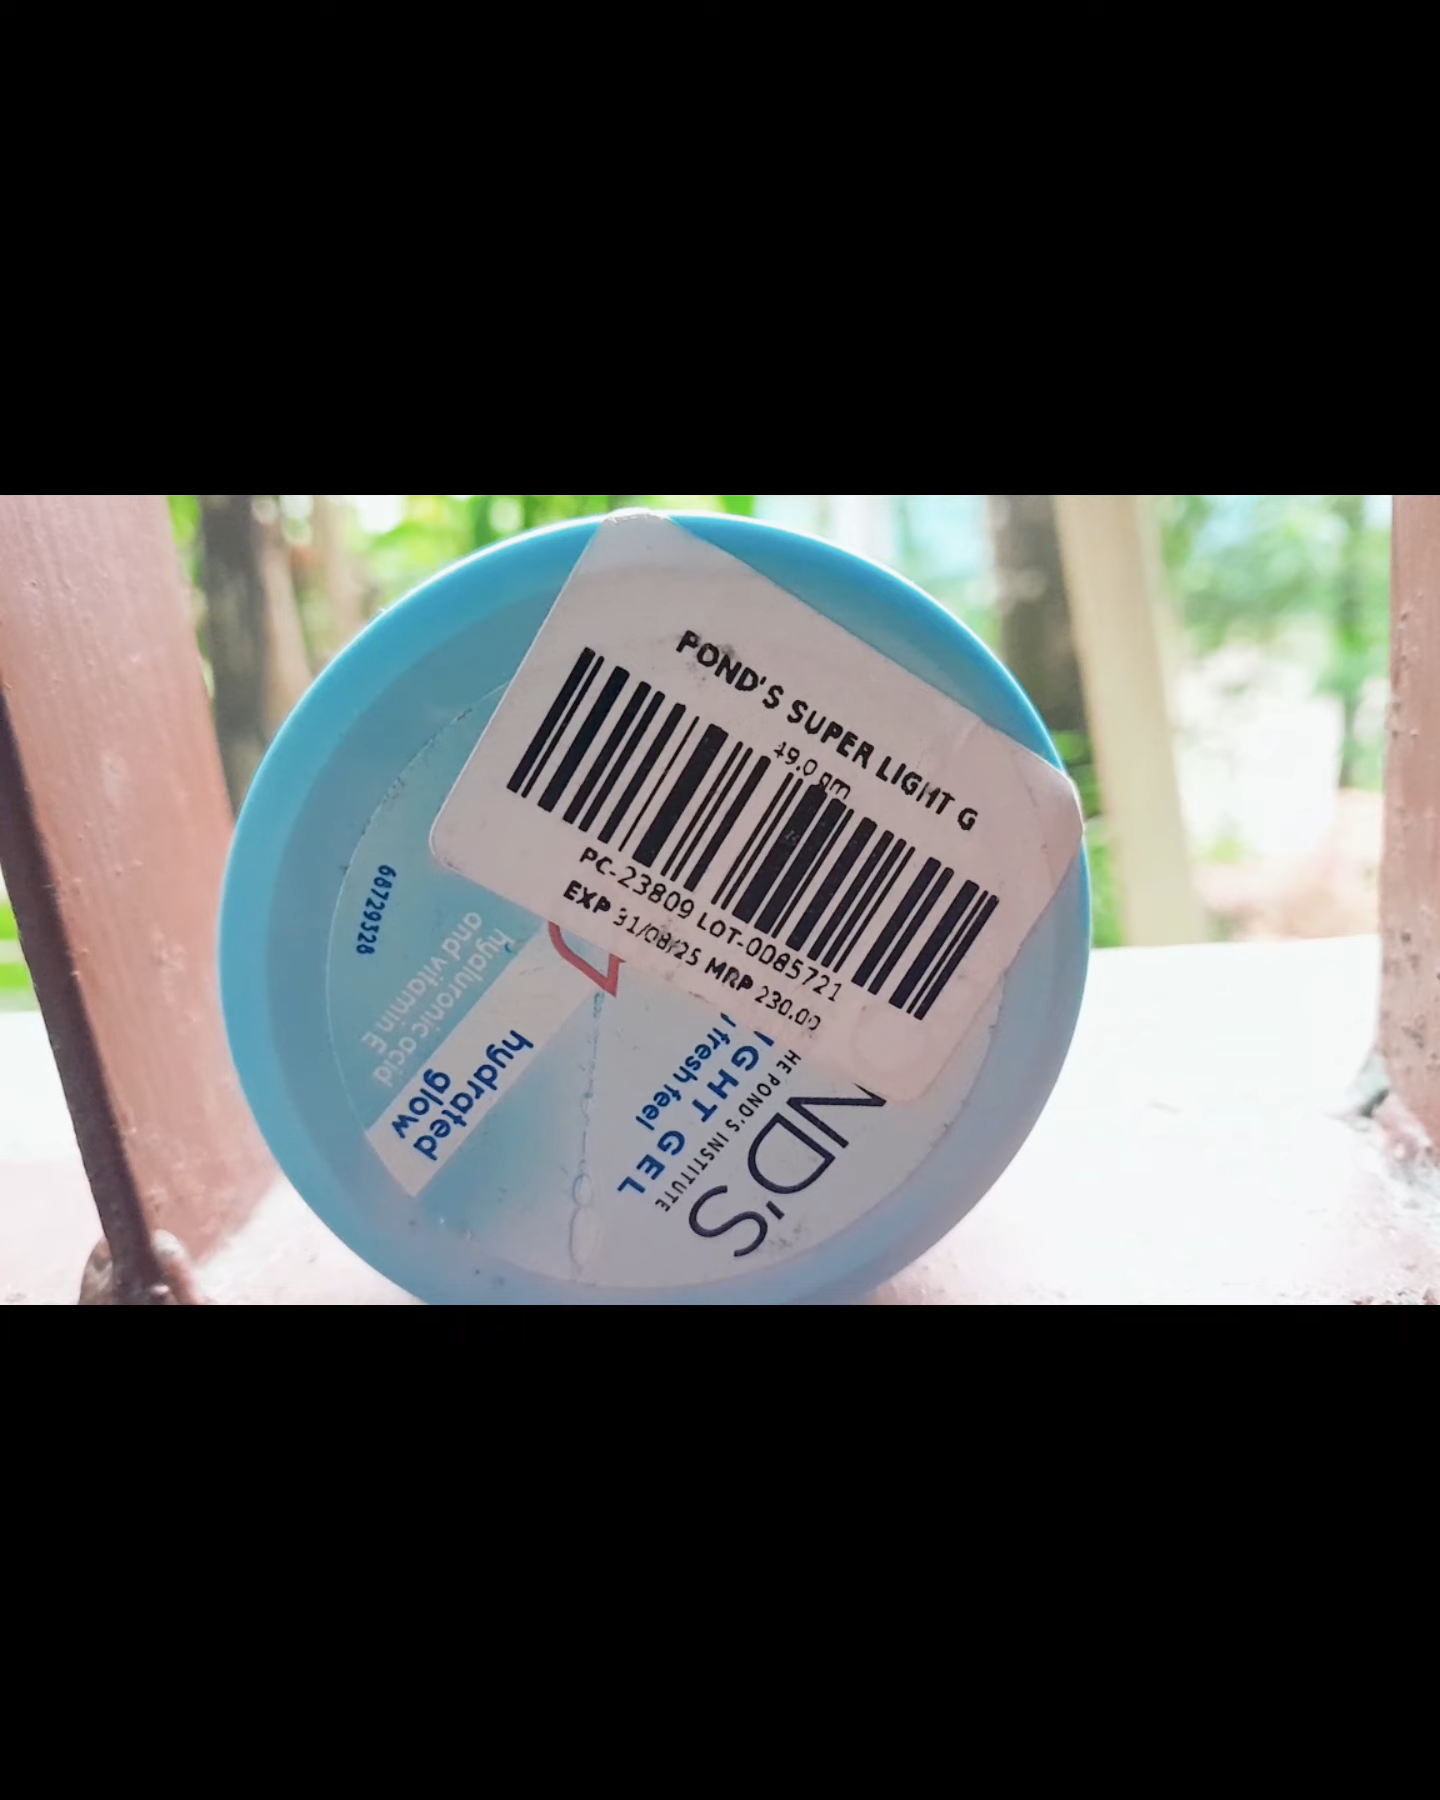 POND'S SUPER LIGHT G
49.0 gm
PC-23809 LOT-0085721
EXP 31/08/25 MRP 230.00
ND'S
HE POND'S INSTITUTE
IGHT GEL
fresh feel
hydrated
glow
hyaluronic acid
and vitamin E
68729328